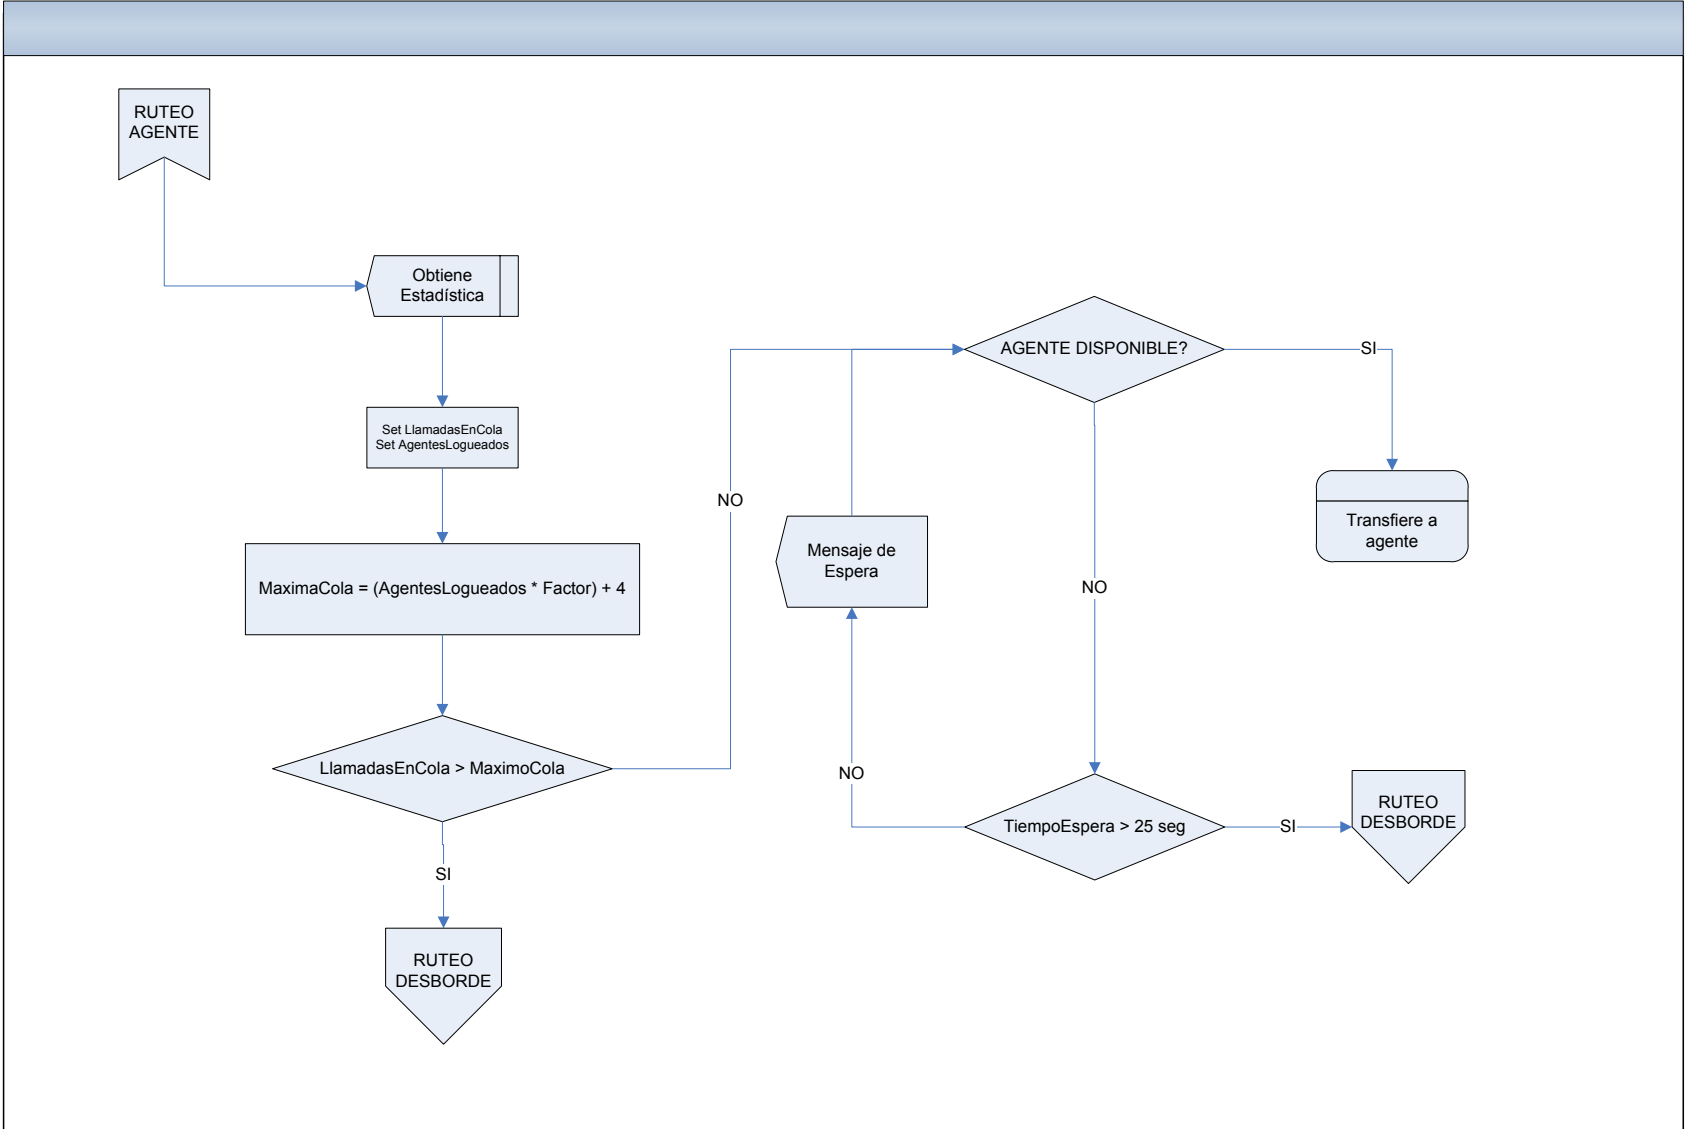 RUTEO
AGENTE
Obtiene
Estadística
Set LlamadasEnCola
Set AgentesLogueados
MaximaCola = (AgentesLogueados * Factor) + 4
LlamadasEnCola > MaximoCola
SI
RUTEO
DESBORDE
NO
AGENTE DISPONIBLE?
SI
Transfiere a
agente
NO
Mensaje de
Espera
NO
TiempoEspera > 25 seg
SI
RUTEO
DESBORDE